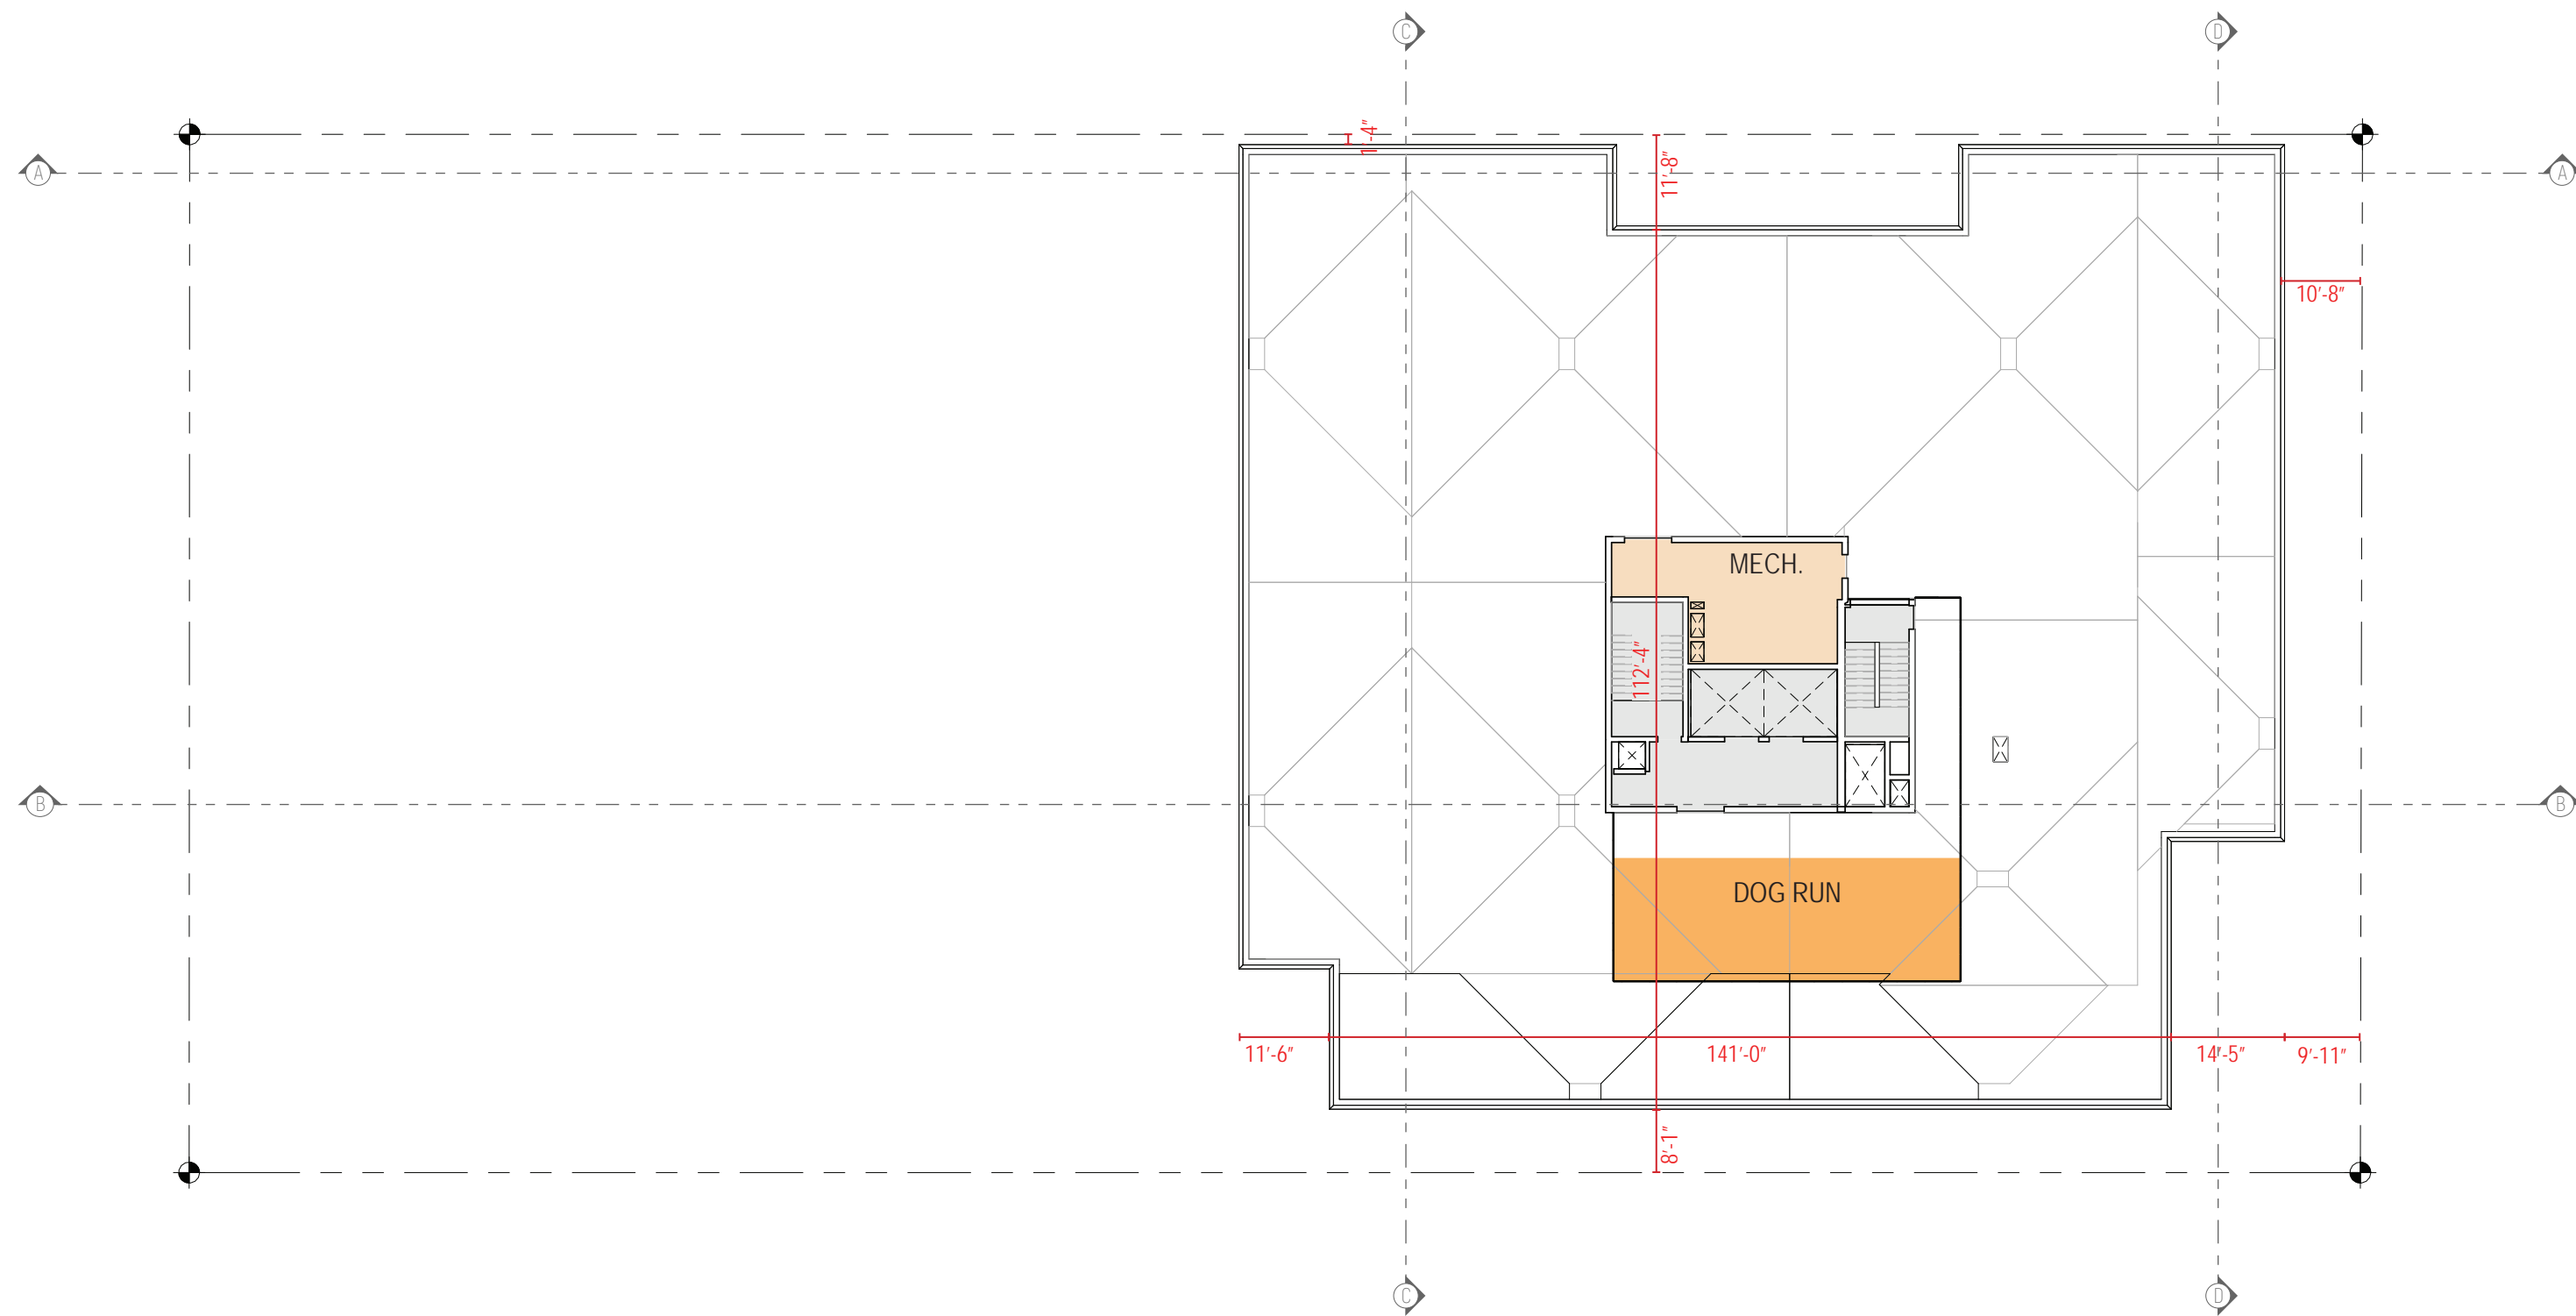 C
D
1'-4"
11'-8"
A
A
10'-8"
MECH.
112'-4"
B
B
DOG RUN
11'-6"
141'-0"
14'-5"
9'-11"
8'-1"
C
D